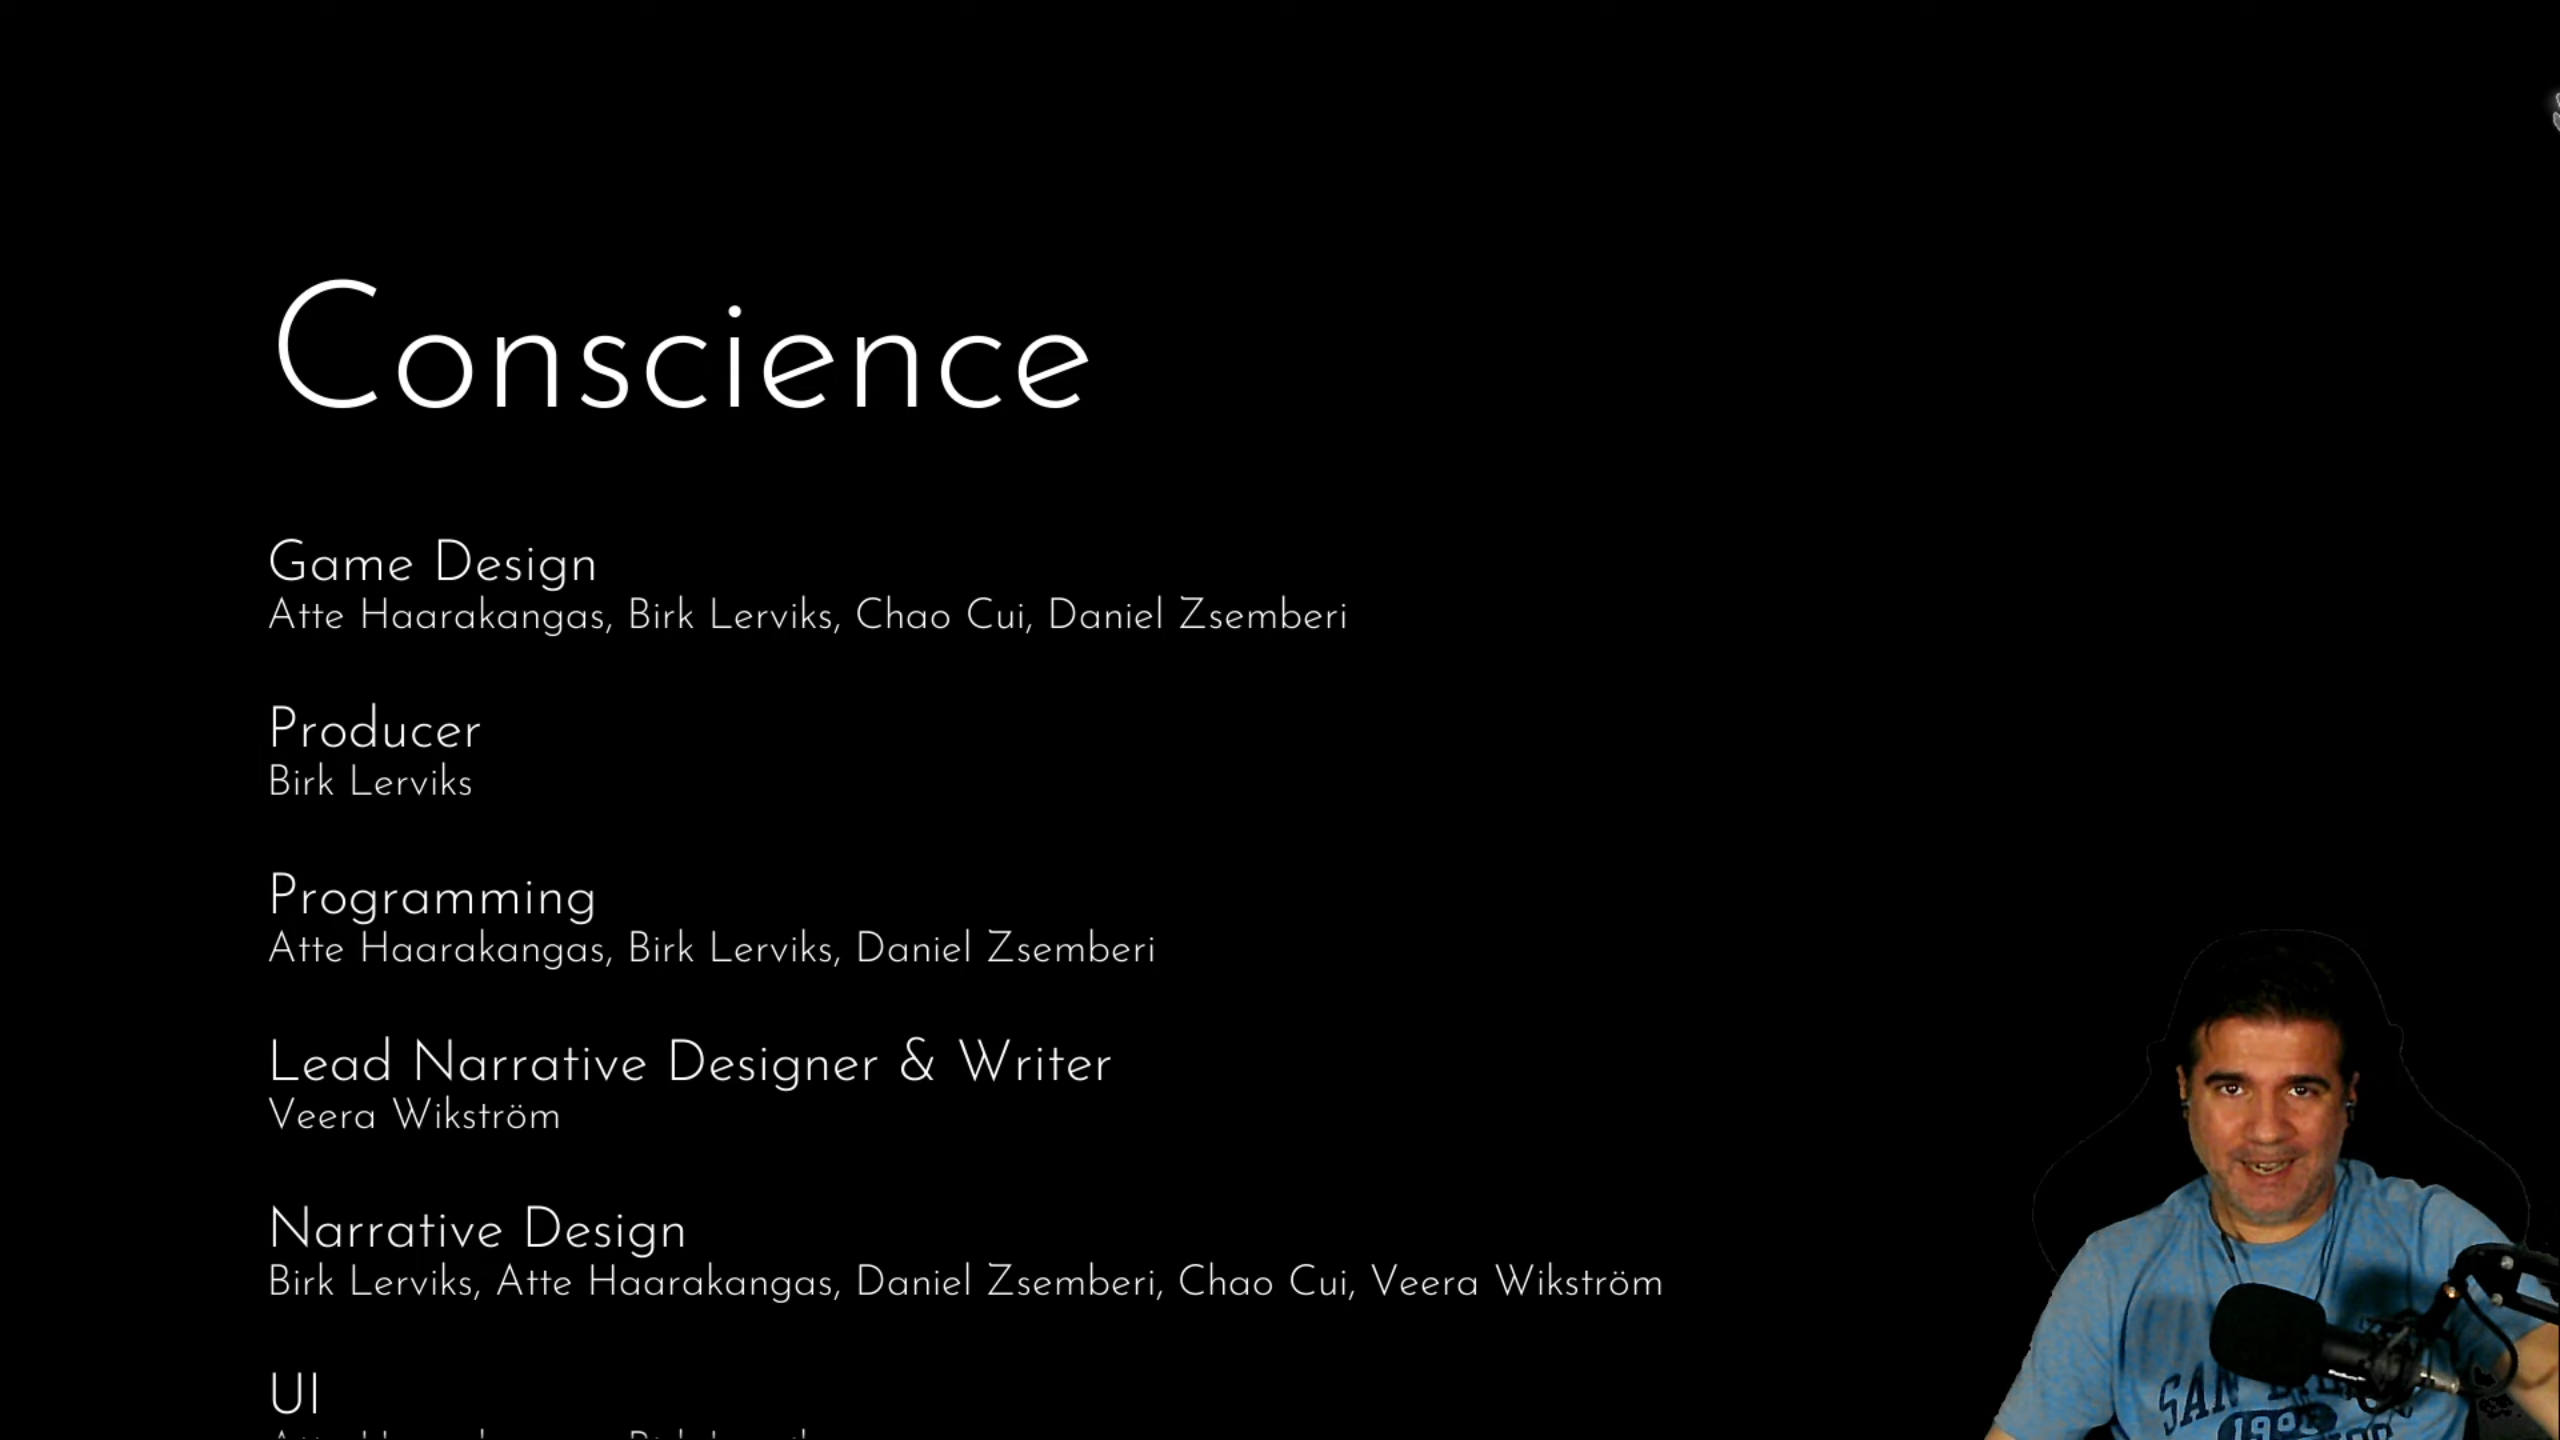 Conscience
Game Design
Atte Haarakangas, Birk Lerviks, Chao Cui, Daniel Zsemberi
Producer
Birk Lerviks
Programming
Atte Haarakangas, Birk Lerviks, Daniel Zsemberi
Lead Narrative Designer & Writer
Veera Wikström
Narrative Design
Birk Lerviks, Atte Haarakangas, Daniel Zsemberi, Chao Cui, Veera Wikström
UI
SAN